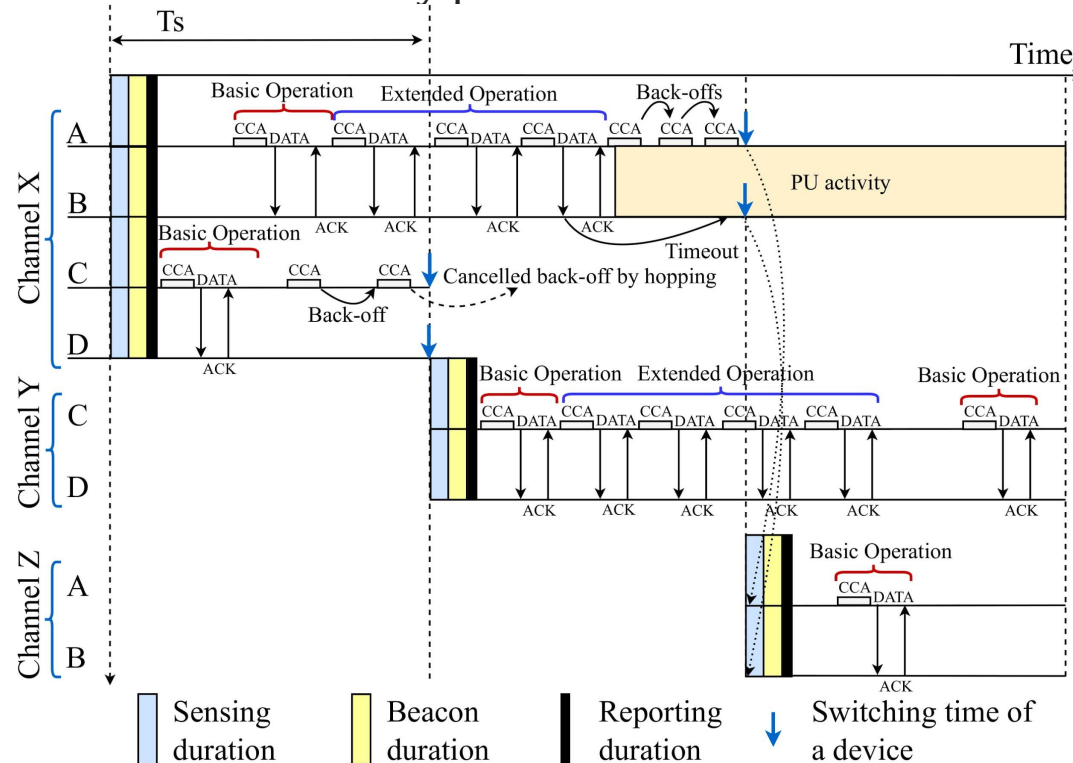 Ts
Time
Basic Operation Extended Operation Back-offs
A CCA DATA CCA DATA CCA DATA CCA DATA CCA CCA CCA
Channel X
PU activity
B
ACK ACK ACK ACK
Timeout
Basic Operation
C CCA DATA CCA CCA Cancelled back-off by hopping
Back-off
D
ACK
Basic Operation Extended Operation Basic Operation
Channel Y
C CCA DATA CCA DATA CCA DATA CCA DATA CCA DATA CCA DATA
D
ACK ACK ACK ACK ACK ACK
Basic Operation
Channel Z
A CCA DATA
B
ACK
Sensing duration
Beacon duration
Reporting duration
Switching time of a device